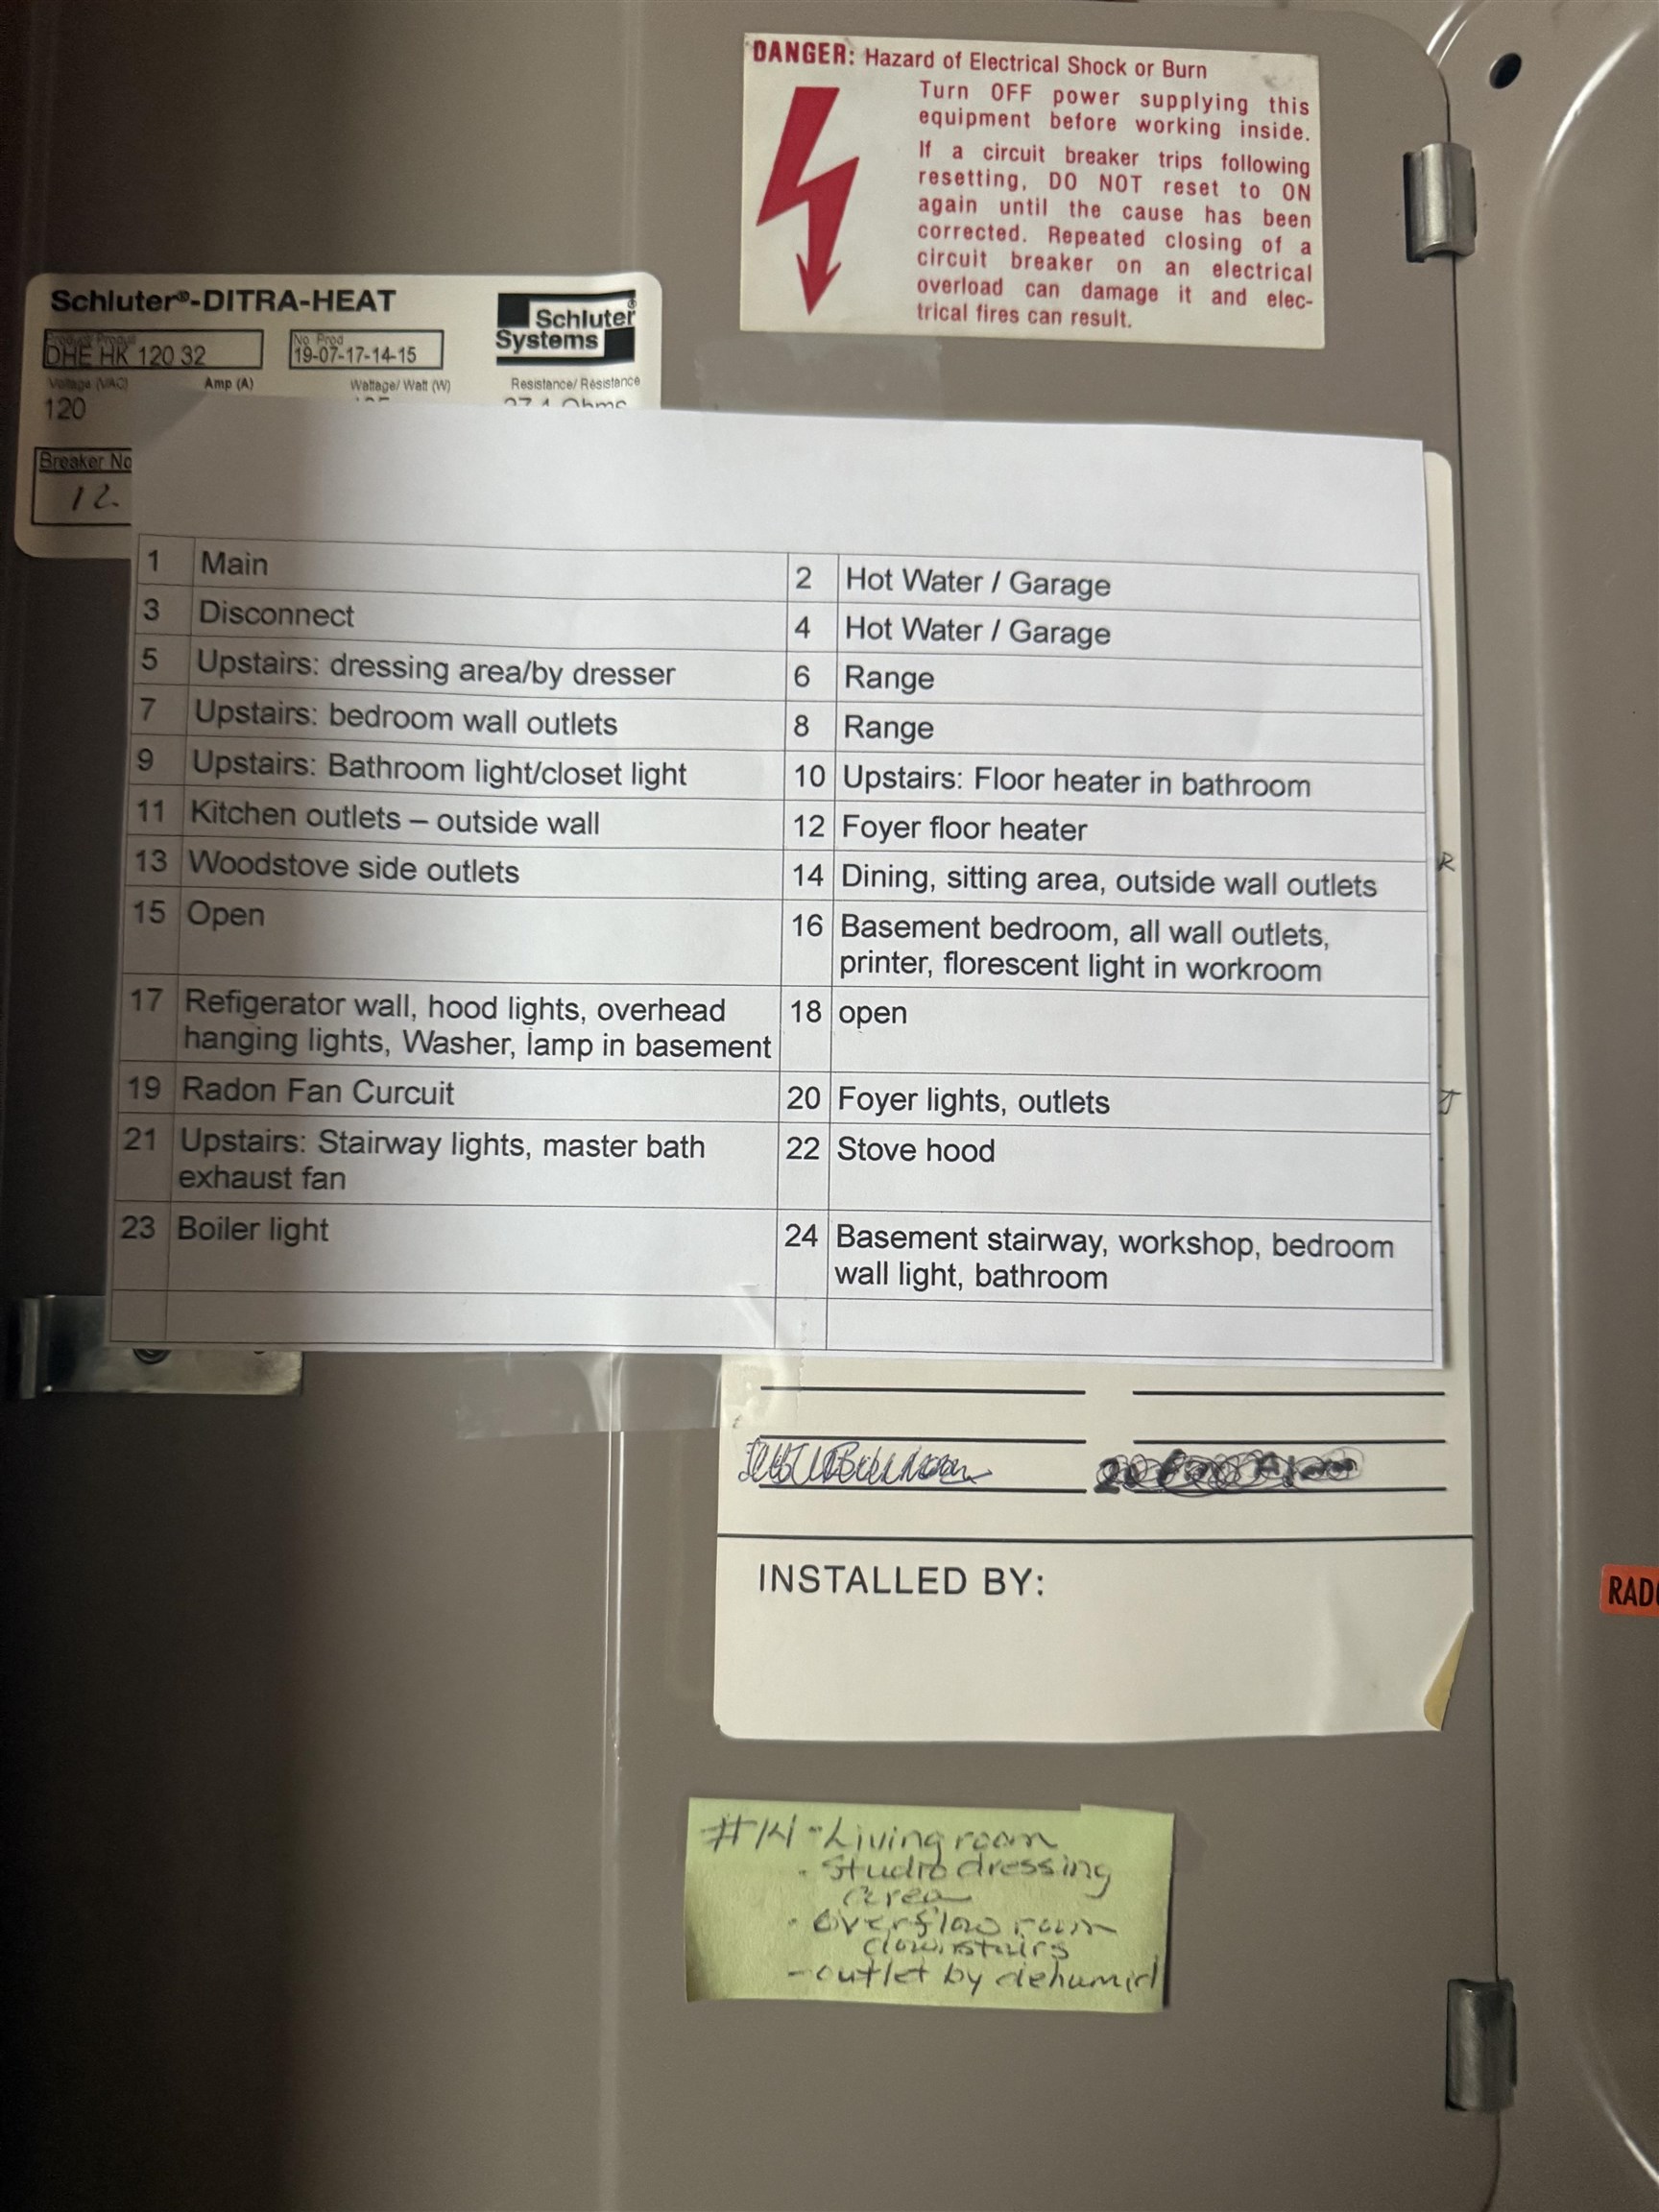 DANGER: Hazard of Electrical Shock or Burn
Turn OFF power supplying this
equipment before working inside.
If a circuit breaker trips following
resetting, DO NOT reset to ON
again until the cause has been
corrected. Repeated closing of a
circuit breaker on an electrical
overload can damage it and elec-
trical fires can result.
Schluter®-DITRA-HEAT
Schluter®
Systems
No Prod
DHE HK 120 32
19-07-17-14-15
Voltage (VAC) Amp (A) Wattage/ Watt (W) Resistance/ Résistance
120
Breaker No
12
1 Main
2 Hot Water / Garage
3 Disconnect
4 Hot Water / Garage
5 Upstairs: dressing area/by dresser
6 Range
7 Upstairs: bedroom wall outlets
8 Range
9 Upstairs: Bathroom light/closet light
10 Upstairs: Floor heater in bathroom
11 Kitchen outlets – outside wall
12 Foyer floor heater
13 Woodstove side outlets
14 Dining, sitting area, outside wall outlets
15 Open
16 Basement bedroom, all wall outlets,
printer, florescent light in workroom
17 Refigerator wall, hood lights, overhead
hanging lights, Washer, lamp in basement
18 open
19 Radon Fan Curcuit
20 Foyer lights, outlets
21 Upstairs: Stairway lights, master bath
exhaust fan
22 Stove hood
23 Boiler light
24 Basement stairway, workshop, bedroom
wall light, bathroom
R
INSTALLED BY:
RAD
#14 - Living room
- Studio dressing
area
- Overflow room
downstairs
- outlet by dehumid